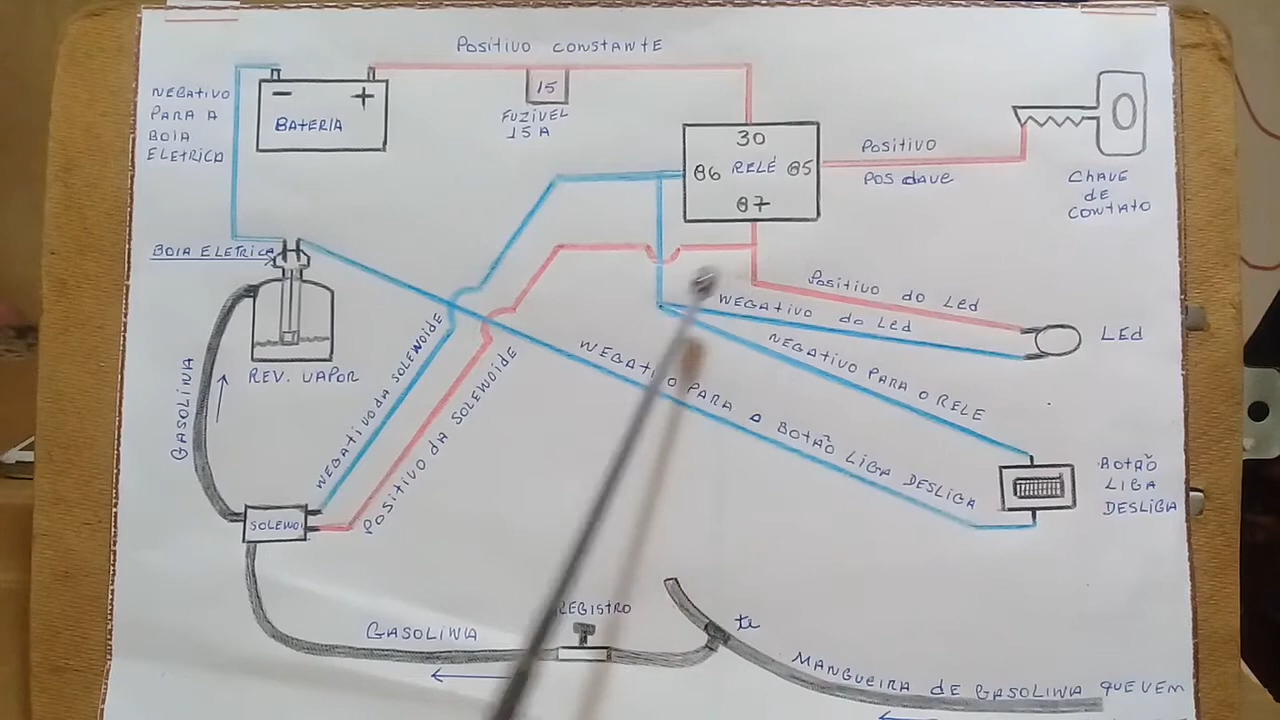 POSITIVO CONSTANTE
NEGATIVO
PARA A
BOIA
ELETRICA
-
+
BATERIA
15
FUZIVEL
15 A
30
86 RELÉ 85
87
POSITIVO
POS CHAVE
0
CHAVE
DE
CONTATO
BOIA ELETRICA
REV. VAPOR
GASOLINA
NEGATIVO DA SOLENOIDE
POSITIVO DA SOLENOIDE
POSITIVO DO LED
NEGATIVO DO LED
LED
NEGATIVO PARA O RELE
NEGATIVO PARA O BOTÃO LIGA DESLIGA
BOTÃO
LIGA
DESLIGA
SOLENOI
REGISTRO
GASOLINA
te
MANGUEIRA DE GASOLINA QUE VEM